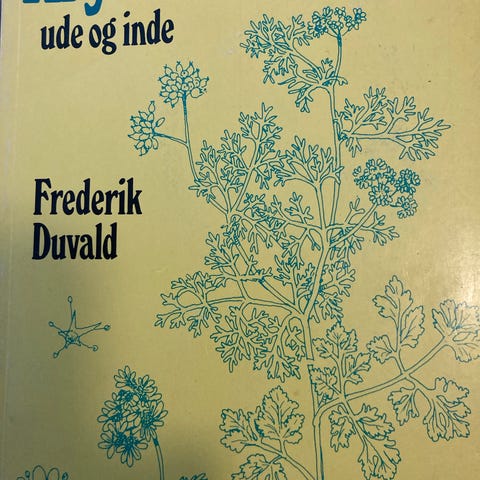 ude og inde
Frederik
Duvald